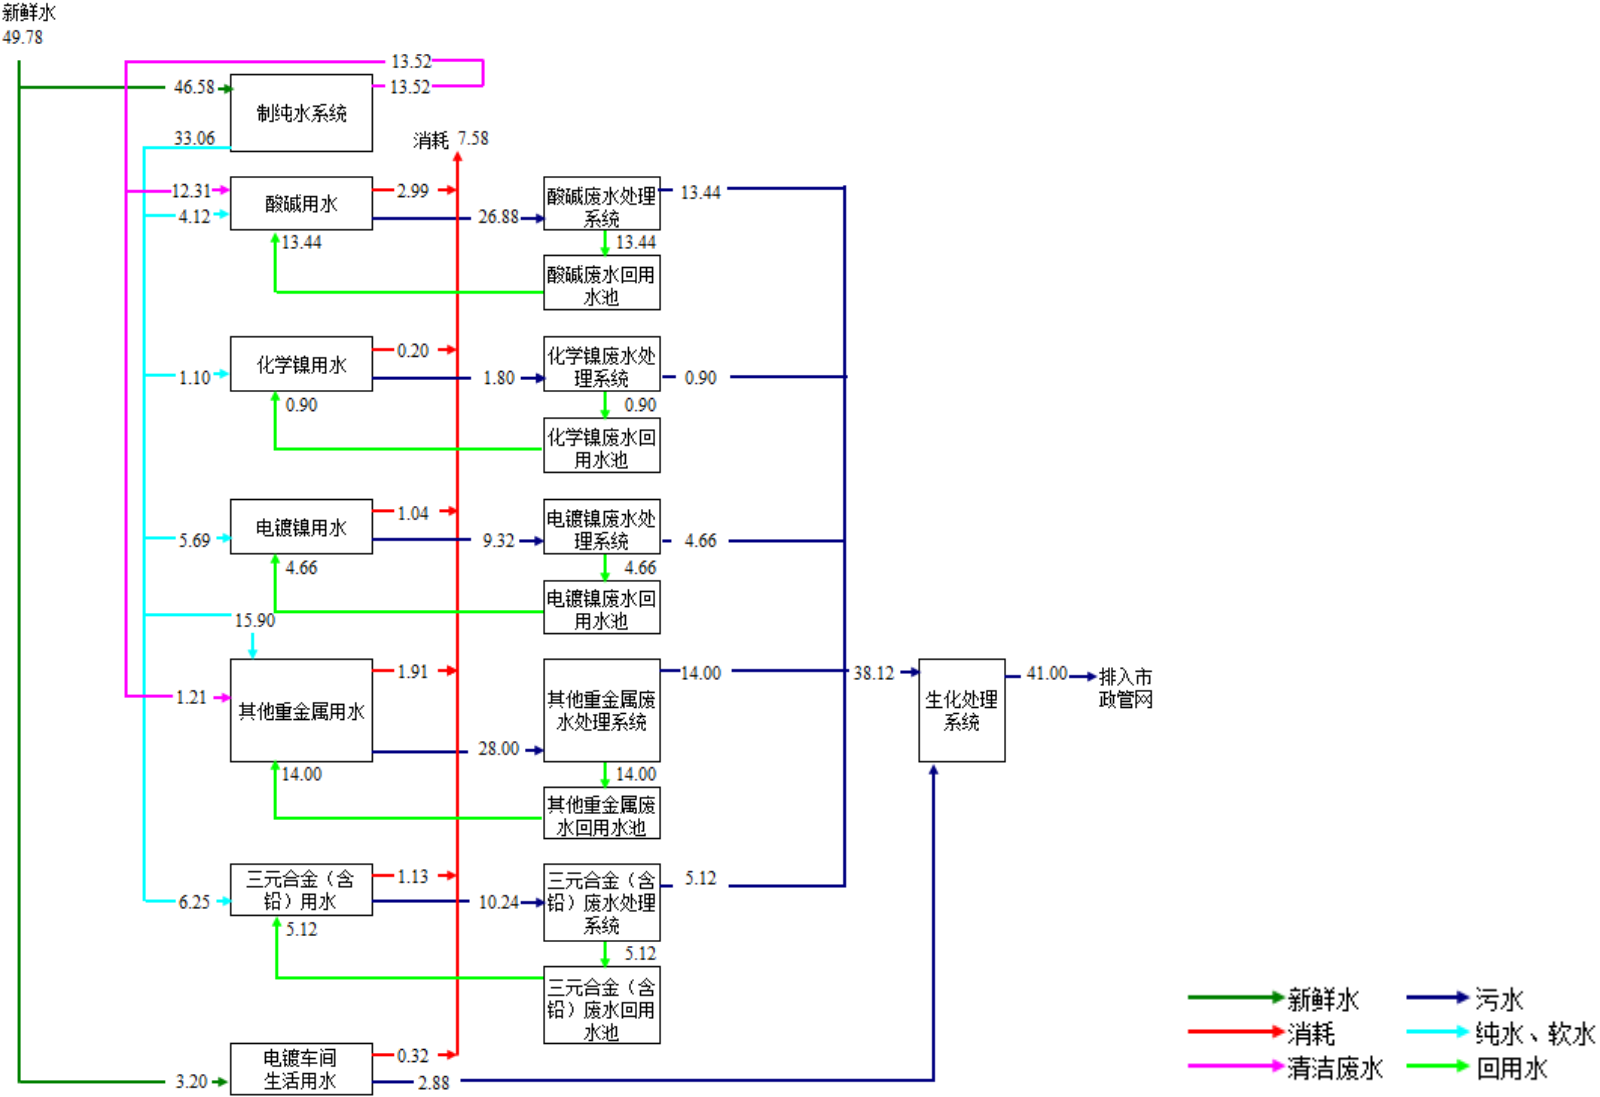 新鲜水
49.78
13.52
46.58
13.52
制纯水系统
33.06
消耗 7.58
12.31
酸碱用水
2.99
酸碱废水处理
系统
13.44
4.12
26.88
13.44
13.44
酸碱废水回用
水池
化学镍用水
0.20
化学镍废水处
理系统
1.10
1.80
0.90
0.90
0.90
化学镍废水回
用水池
电镀镍用水
1.04
电镀镍废水处
理系统
5.69
9.32
4.66
4.66
4.66
电镀镍废水回
用水池
15.90
其他重金属用水
1.91
1.21
28.00
其他重金属废
水处理系统
14.00
38.12
生化处理
系统
41.00
排入市
政管网
14.00
14.00
其他重金属废
水回用水池
三元合金（含
铅）用水
1.13
6.25
10.24
三元合金（含
铅）废水处理
系统
5.12
5.12
5.12
三元合金（含
铅）废水回用
水池
电镀车间
生活用水
0.32
3.20
2.88
新鲜水
污水
消耗
纯水、软水
清洁废水
回用水